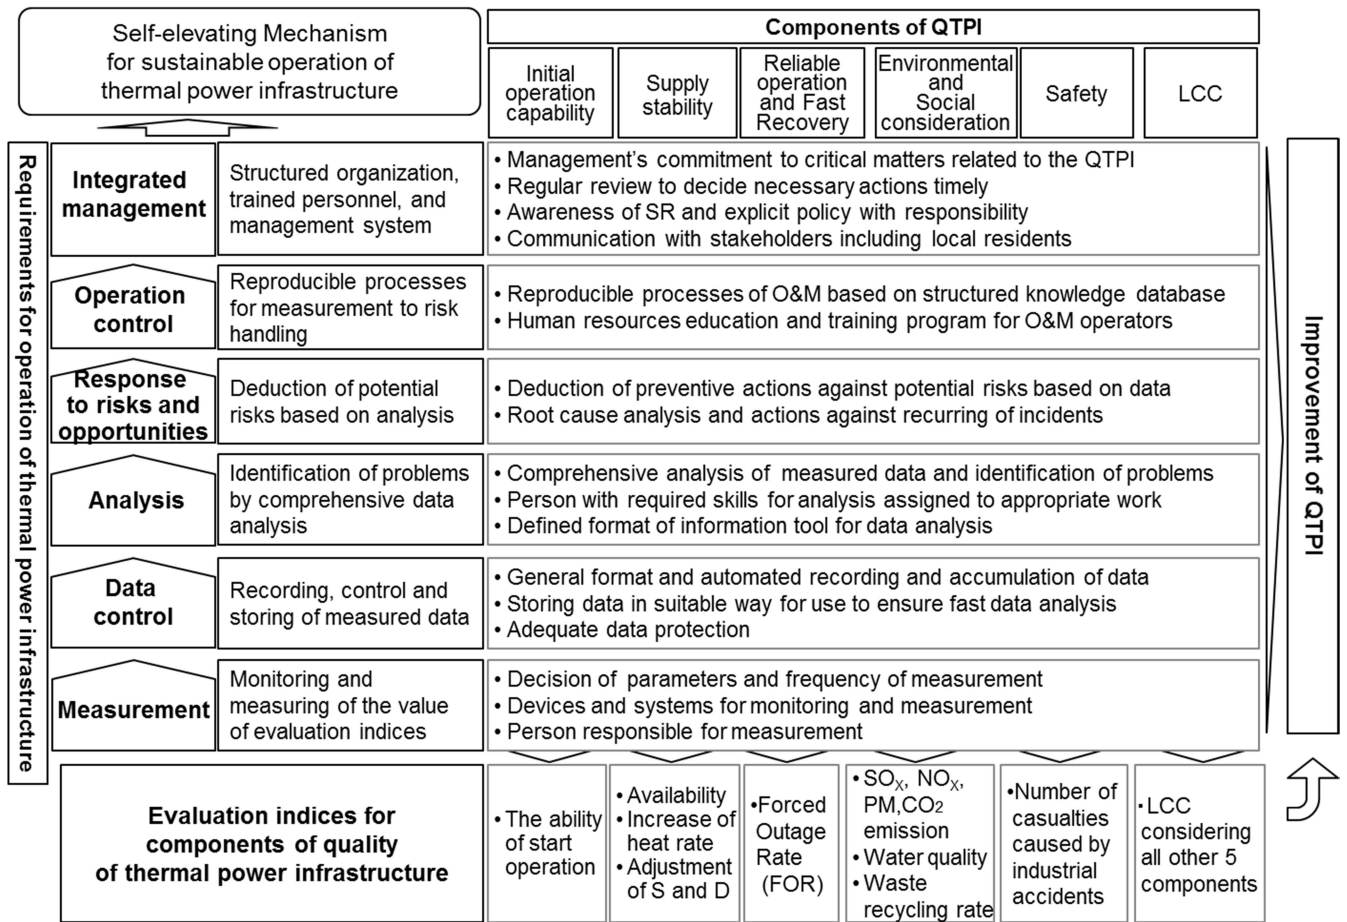 Self-elevating Mechanism
for sustainable operation of
thermal power infrastructure
Components of QTPI
Initial
operation
capability
Supply
stability
Reliable
operation
and Fast
Recovery
Environmental
and
Social
consideration
Safety
LCC
Requirements for operation of thermal power infrastructure
Integrated
management
Structured organization,
trained personnel, and
management system
• Management's commitment to critical matters related to the QTPI
• Regular review to decide necessary actions timely
• Awareness of SR and explicit policy with responsibility
• Communication with stakeholders including local residents
Operation
control
Reproducible processes
for measurement to risk
handling
• Reproducible processes of O&M based on structured knowledge database
• Human resources education and training program for O&M operators
Response
to risks and
opportunities
Deduction of potential
risks based on analysis
• Deduction of preventive actions against potential risks based on data
• Root cause analysis and actions against recurring of incidents
Analysis
Identification of problems
by comprehensive data
analysis
• Comprehensive analysis of measured data and identification of problems
• Person with required skills for analysis assigned to appropriate work
• Defined format of information tool for data analysis
Data
control
Recording, control and
storing of measured data
• General format and automated recording and accumulation of data
• Storing data in suitable way for use to ensure fast data analysis
• Adequate data protection
Measurement
Monitoring and
measuring of the value
of evaluation indices
• Decision of parameters and frequency of measurement
• Devices and systems for monitoring and measurement
• Person responsible for measurement
Improvement of QTPI
Evaluation indices for
components of quality
of thermal power infrastructure
• The ability
of start
operation
• Availability
• Increase of
heat rate
• Adjustment
of S and D
• Forced
Outage
Rate
(FOR)
• SOX, NOX,
PM,CO2
emission
• Water quality
• Waste
recycling rate
• Number of
casualties
caused by
industrial
accidents
· LCC
considering
all other 5
components